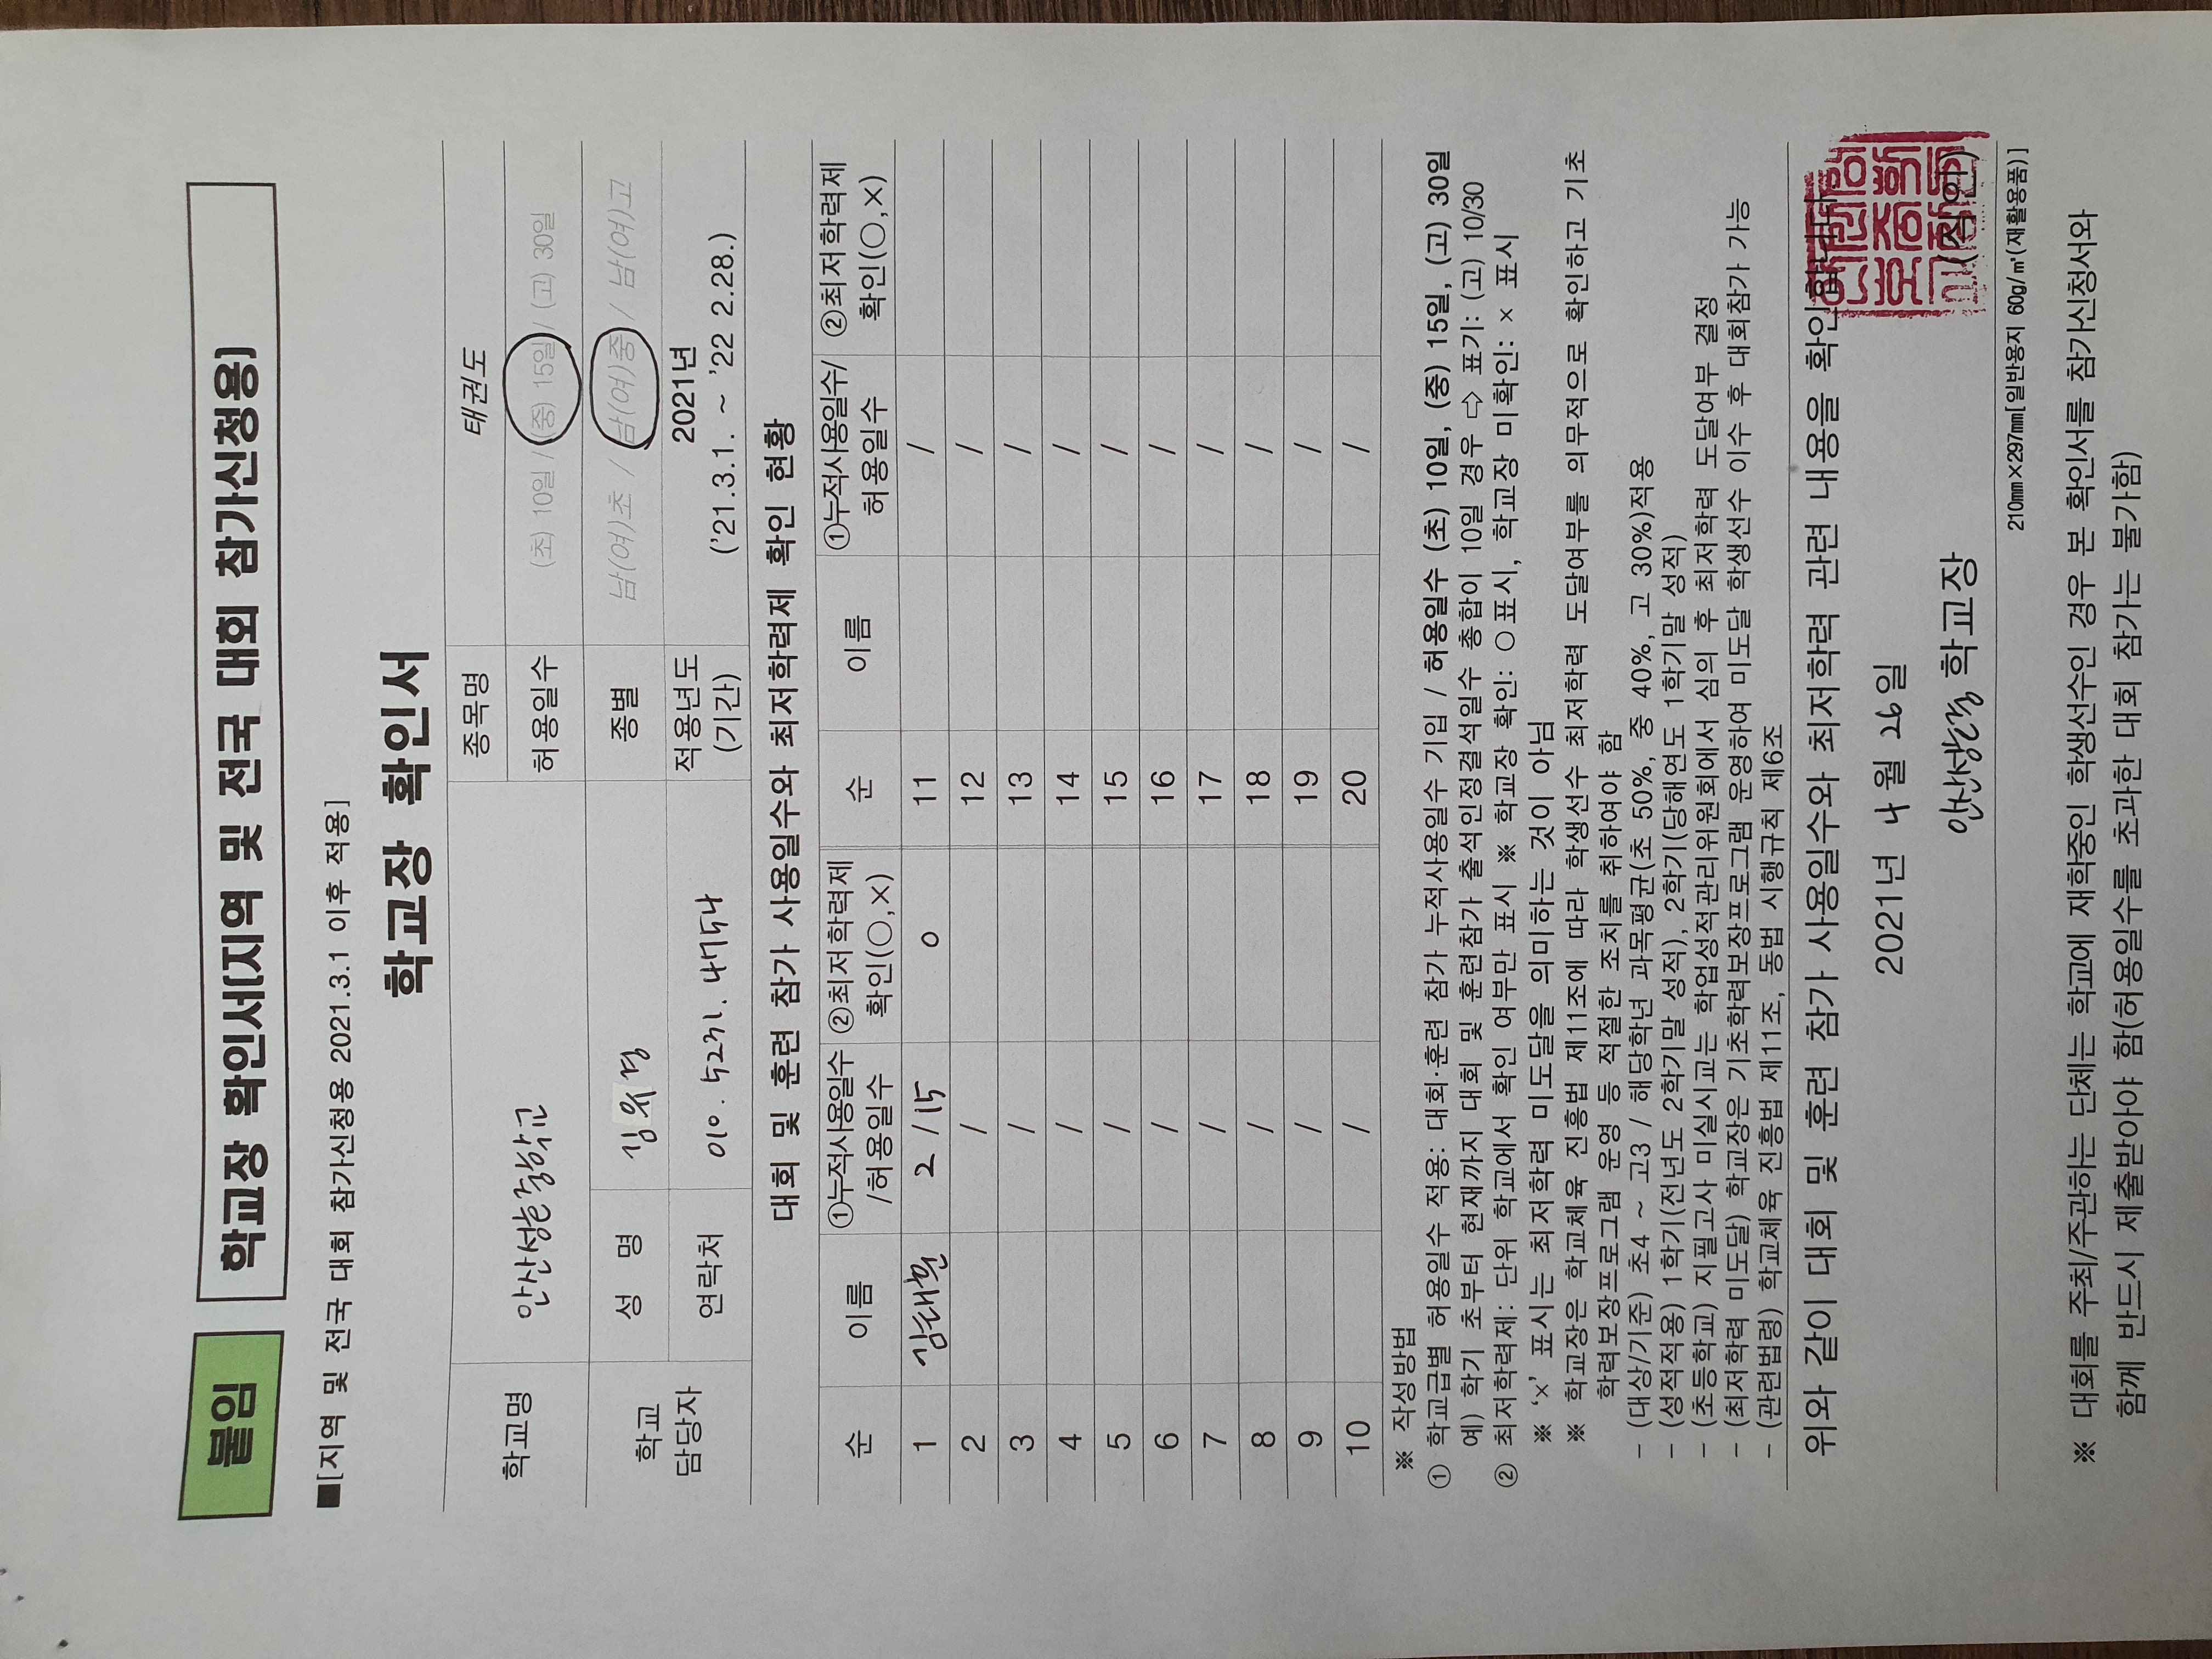 붙임
학교장 확인서(지역 및 전국 대회 참가신청용)
■[지역 및 전국 대회 참가신청용 2021.3.1 이후 적용]
학교장 확인서
학교명 안산성안중학교 종목명 태권도
허용일수 (초) 10일 / (중) 15일 / (고) 30일
학교 담당자 성 명 김 경 종별 남(여)초 / 남(여)중 / 남(여)고
연락처 적용년도 (기간) 2021년 ('21.3.1. ~ '22 2.28.)
대회 및 훈련 참가 사용일수와 최저학력제 확인 현황
순 이름 ①누적사용일수/허용일수 ②최저학력제 확인(○,×) 순 이름 ①누적사용일수/허용일수 ②최저학력제 확인(○,×)
1 김태환 2 / 15 ○ 11 /
2 / 12 /
3 / 13 /
4 / 14 /
5 / 15 /
6 / 16 /
7 / 17 /
8 / 18 /
9 / 19 /
10 / 20 /
※ 작성방법
① 학교급별 허용일수 적용: 대회·훈련 참가 누적사용일수 기입 / 허용일수 (초) 10일, (중) 15일, (고) 30일
예) 학기 초부터 현재까지 대회 및 훈련참가 출석인정결석일수 총합이 10일 경우 ⇨ 표기: (고) 10/30
② 최저학력제: 단위 학교에서 확인 여부만 표시 ※ 학교장 확인: ○표시, 학교장 미확인: × 표시
※ '×' 표시는 최저학력 미도달을 의미하는 것이 아님
※ 학교장은 학교체육 진흥법 제11조에 따라 학생선수 최저학력 도달여부를 의무적으로 확인하고 기초
학력보장프로그램 운영 등 적절한 조치를 취하여야 함
- (대상/기준) 초4 ~ 고3 / 해당학년 과목평균(초 50%, 중 40%, 고 30%)적용
- (성적적용) 1학기(전년도 2학기말 성적), 2학기(당해연도 1학기말 성적)
- (초등학교) 지필고사 미실시교는 학업성적관리위원회에서 심의 후 최저학력 도달여부 결정
- (최저학력 미도달) 학교장은 기초학력보장프로그램 운영하여 미도달 학생선수 이수 후 대회참가 가능
- (관련법령) 학교체육 진흥법 제11조, 동법 시행규칙 제6조
위와 같이 대회 및 훈련 참가 사용일수와 최저학력 관련 내용을 확인합니다
2021년 4월 26일
안산성안중 학교장 (직인)
210mm×297mm[일반용지 60g/㎡(재활용품)]
※ 대회를 주최/주관하는 단체는 학교에 재학중인 학생선수인 경우 본 확인서를 참가신청서와
함께 반드시 제출받아야 함(허용일수를 초과한 대회 참가는 불가함)